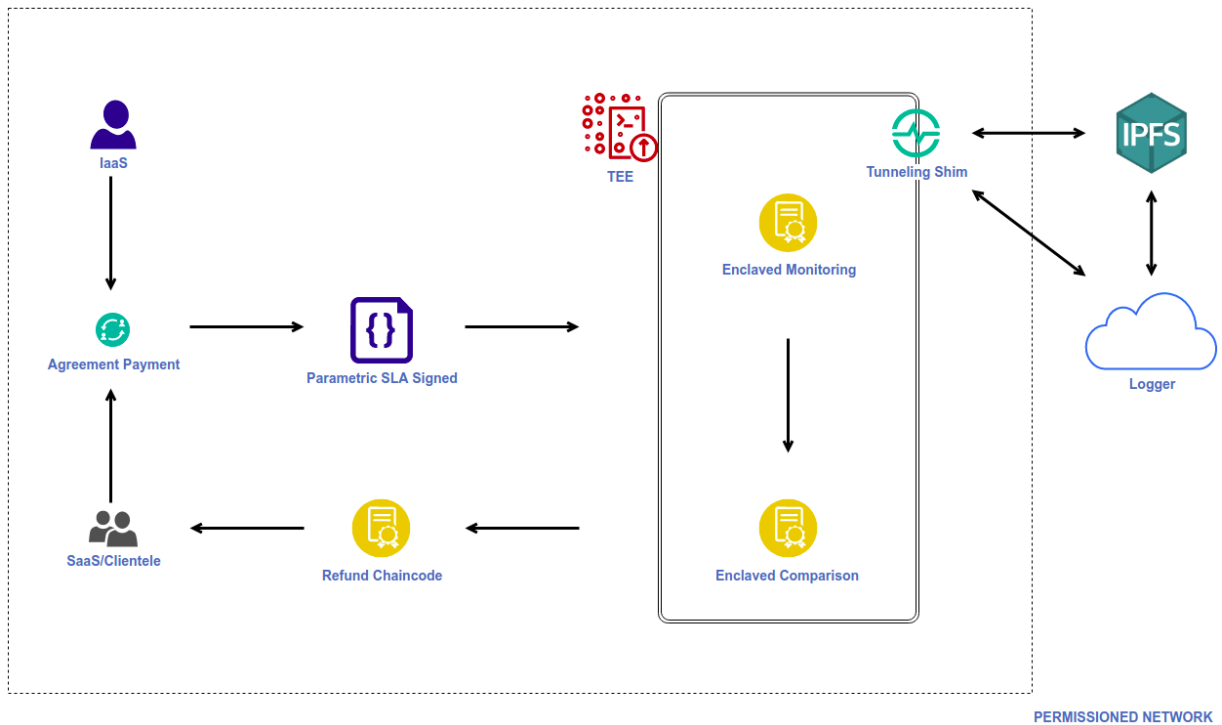 IaaS
TEE
Tunneling Shim
IPFS
Enclaved Monitoring
Agreement Payment
{}
Parametric SLA Signed
Logger
SaaS/Clientele
Refund Chaincode
Enclaved Comparison
PERMISSIONED NETWORK